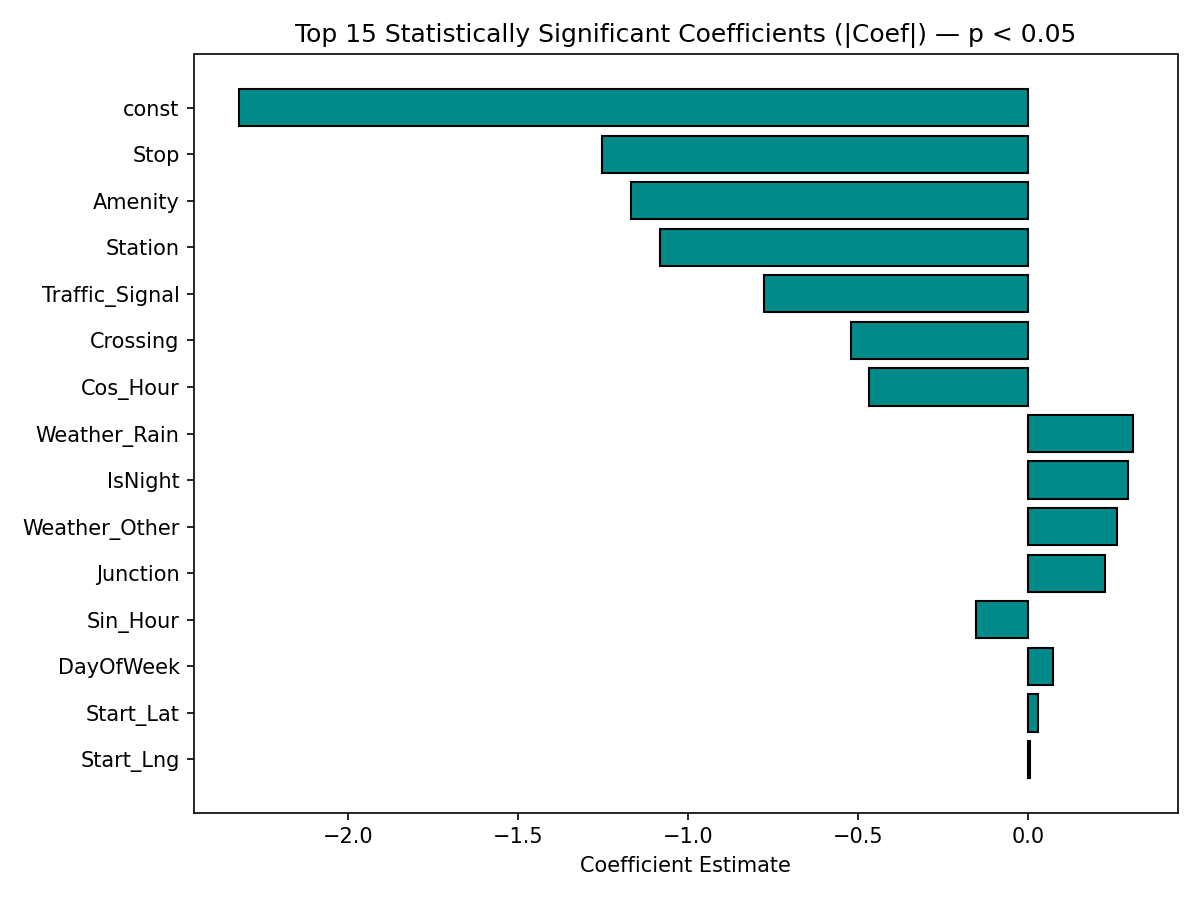 Top 15 Statistically Significant Coefficients (|Coef|) — p < 0.05
const
Stop
Amenity
Station
Traffic_Signal
Crossing
Cos_Hour
Weather_Rain
IsNight
Weather_Other
Junction
Sin_Hour
DayOfWeek
Start_Lat
Start_Lng
−2.0 −1.5 −1.0 −0.5 0.0
Coefficient Estimate